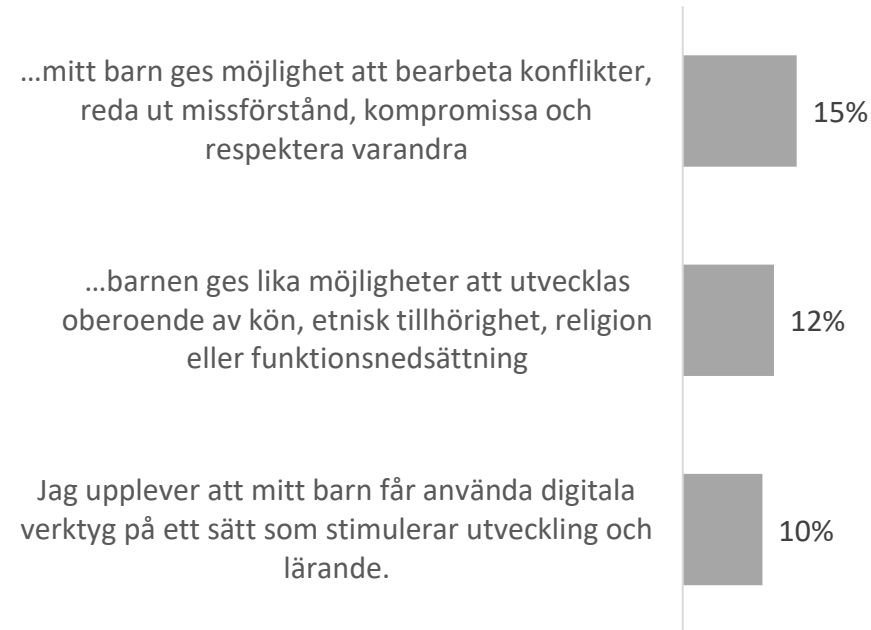 ...mitt barn ges möjlighet att bearbeta konflikter,
reda ut missförstånd, kompromissa och
respektera varandra
15%
...barnen ges lika möjligheter att utvecklas
oberoende av kön, etnisk tillhörighet, religion
eller funktionsnedsättning
12%
Jag upplever att mitt barn får använda digitala
verktyg på ett sätt som stimulerar utveckling och
lärande.
10%